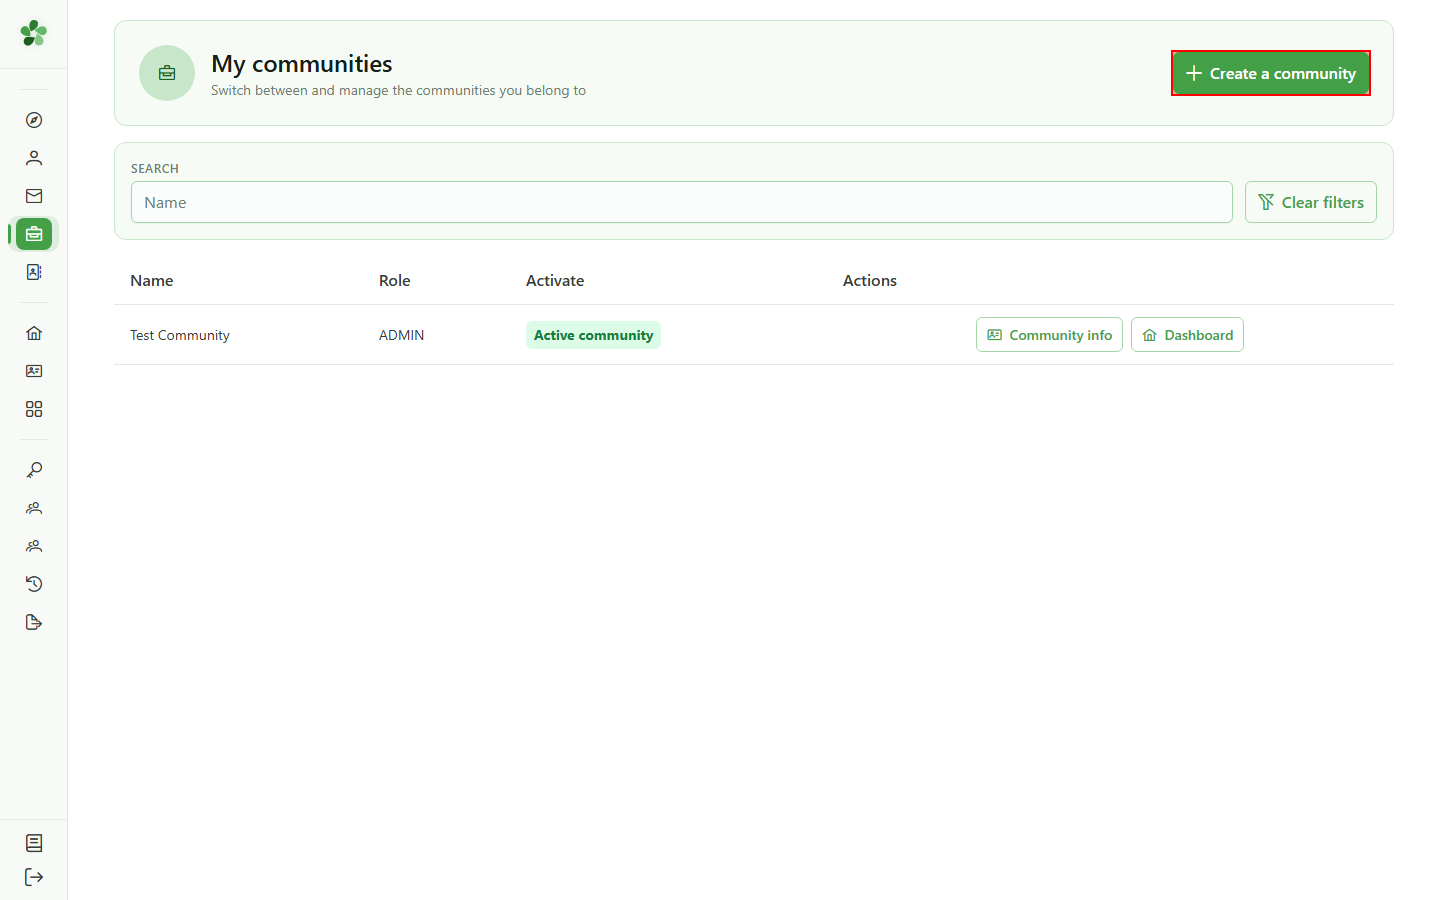 My communities
Switch between and manage the communities you belong to
Create a community
SEARCH
Name
Clear filters
Name Role Activate Actions
Test Community ADMIN Active community Community info Dashboard